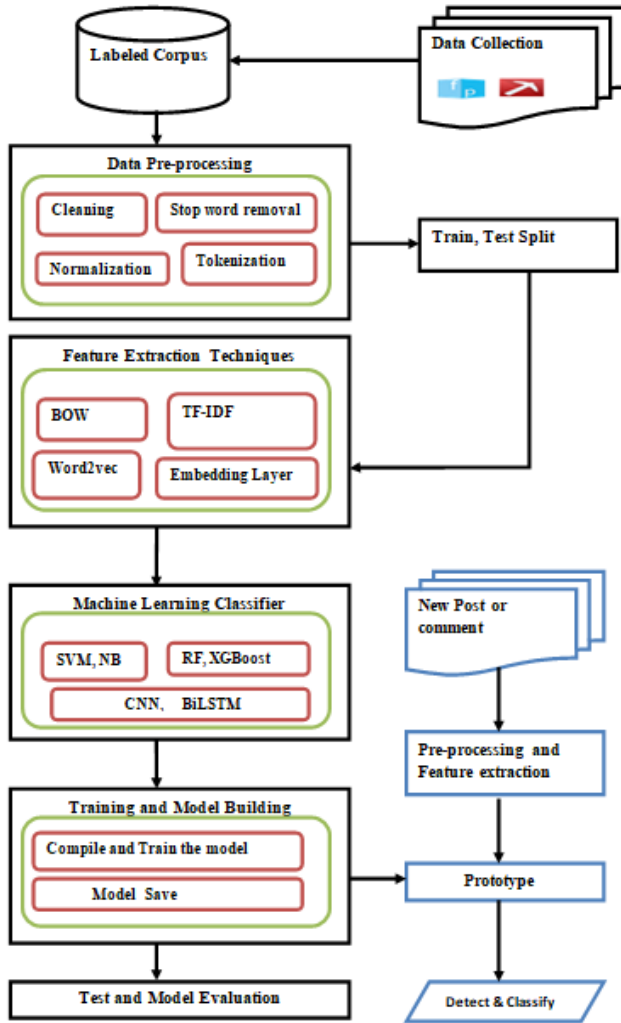 Labeled Corpus
Data Collection
f P
Data Pre-processing
Cleaning
Stop word removal
Normalization
Tokenization
Train, Test Split
Feature Extraction Techniques
BOW
TF-IDF
Word2vec
Embedding Layer
Machine Learning Classifier
SVM, NB
RF, XGBoost
CNN, BiLSTM
New Post or
comment
Pre-processing and
Feature extraction
Training and Model Building
Compile and Train the model
Model Save
Prototype
Test and Model Evaluation
Detect & Classify